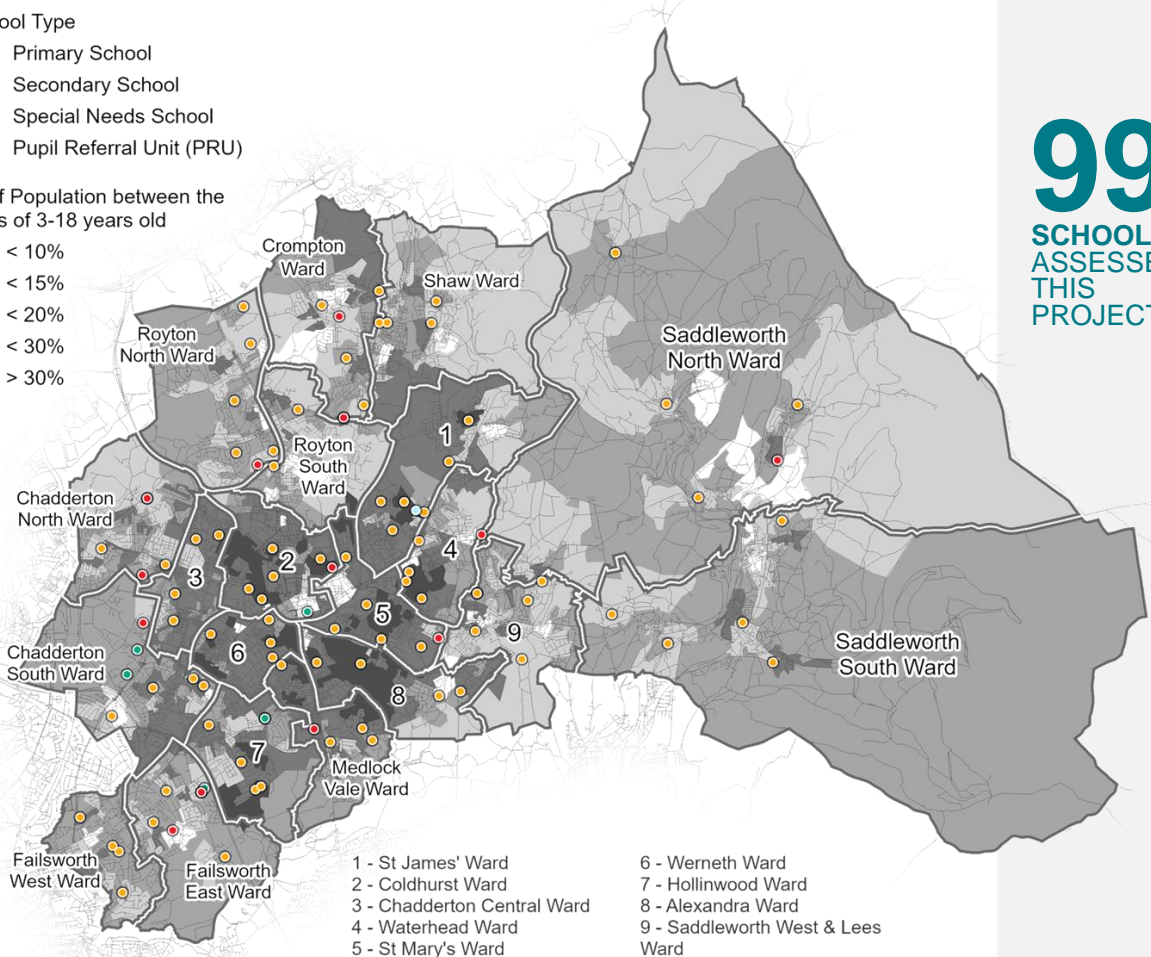 ool Type
Primary School
Secondary School
Special Needs School
Pupil Referral Unit (PRU)
f Population between the
s of 3-18 years old
< 10%
< 15%
< 20%
< 30%
> 30%
99
SCHOOL
ASSESSE
THIS
PROJECT
Crompton
Ward
Shaw Ward
Royton
North Ward
Saddleworth
North Ward
1
Royton
South
Ward
Chadderton
North Ward
2
4
3
5
9
6
Chadderton
South Ward
Saddleworth
South Ward
8
7
Medlock
Vale Ward
Failsworth
West Ward
Failsworth
East Ward
1 - St James' Ward
2 - Coldhurst Ward
3 - Chadderton Central Ward
4 - Waterhead Ward
5 - St Mary's Ward
6 - Werneth Ward
7 - Hollinwood Ward
8 - Alexandra Ward
9 - Saddleworth West & Lees
Ward